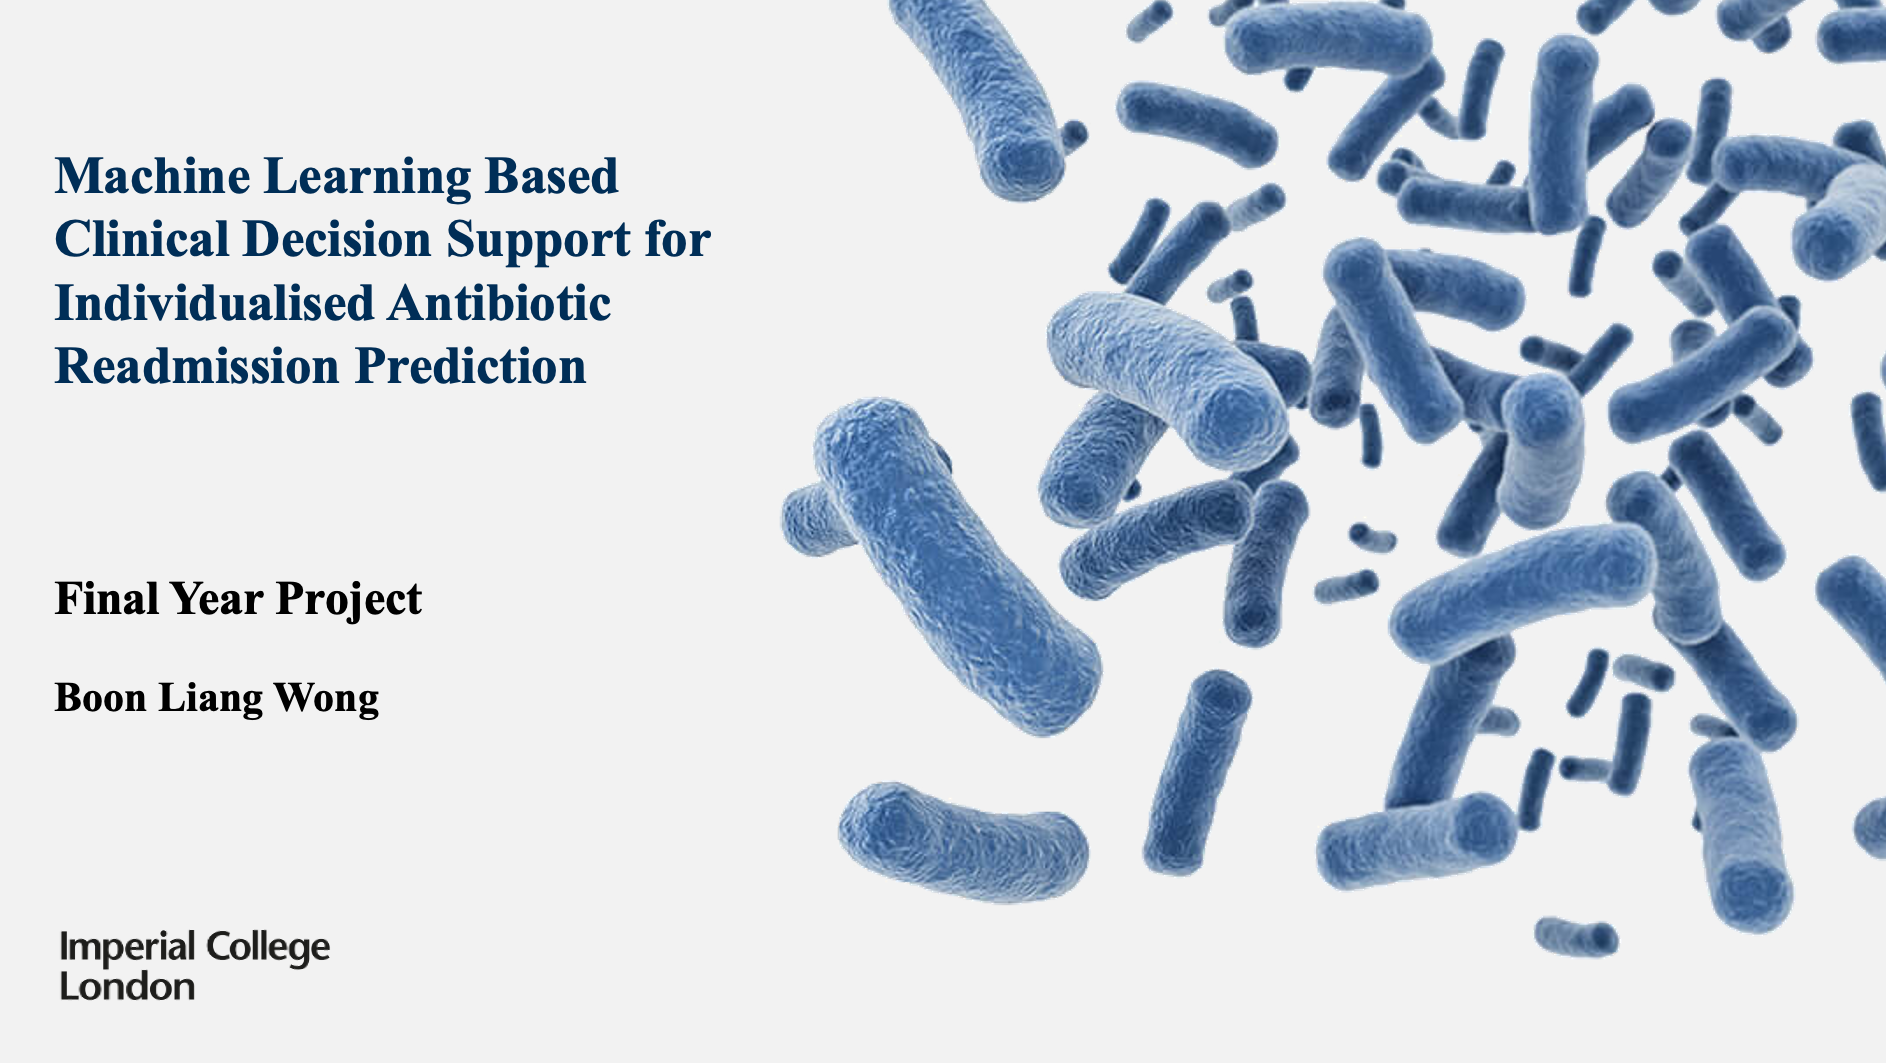 Machine Learning Based
Clinical Decision Support for
Individualised Antibiotic
Readmission Prediction
Final Year Project
Boon Liang Wong
Imperial College
London